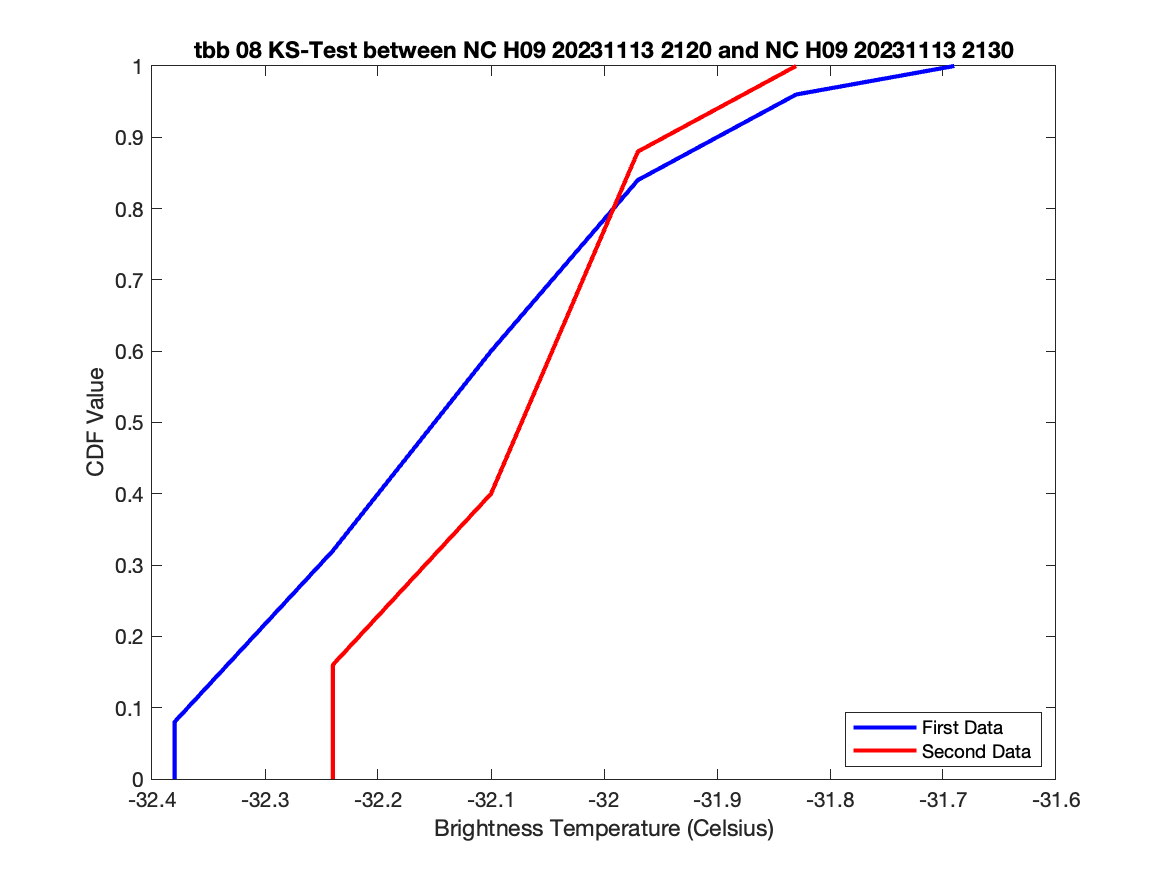 tbb 08 KS-Test between NC H09 20231113 2120 and NC H09 20231113 2130
1
0.9
0.8
0.7
0.6
0.5
0.4
0.3
0.2
0.1
0
CDF Value
First Data
Second Data
-32.4 -32.3 -32.2 -32.1 -32 -31.9 -31.8 -31.7 -31.6
Brightness Temperature (Celsius)